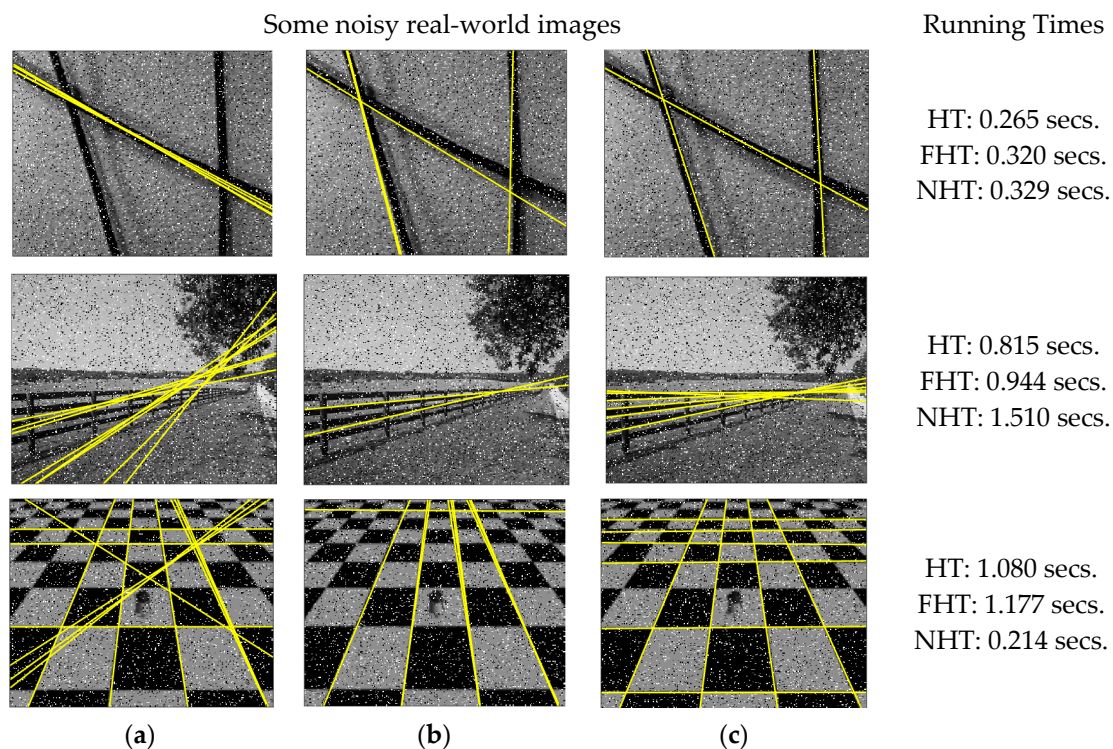 Some noisy real-world images
Running Times
HT: 0.265 secs.
FHT: 0.320 secs.
NHT: 0.329 secs.
HT: 0.815 secs.
FHT: 0.944 secs.
NHT: 1.510 secs.
HT: 1.080 secs.
FHT: 1.177 secs.
NHT: 0.214 secs.
(a)
(b)
(c)